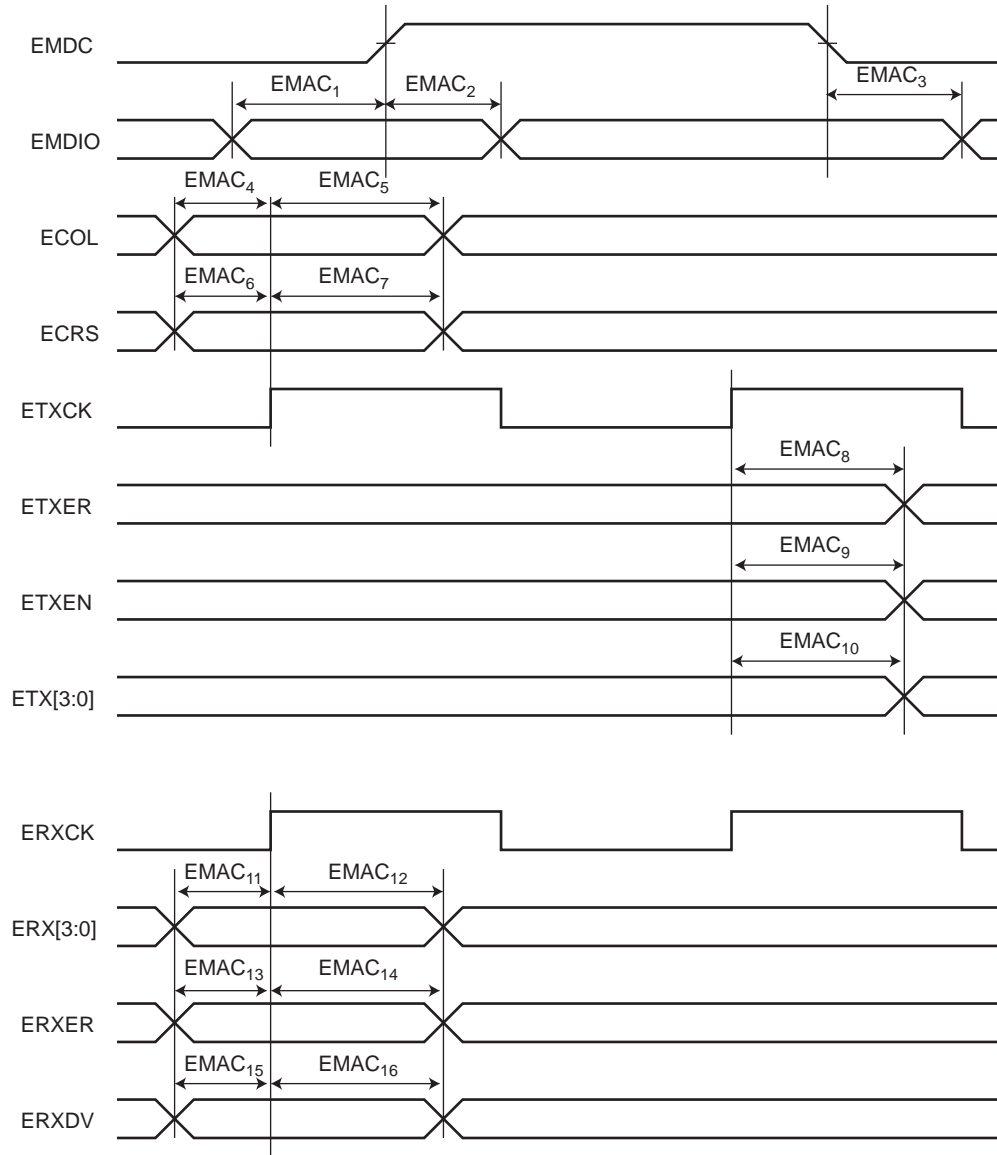 EMDC
EMAC1 EMAC2 EMAC3
EMDIO
EMAC4 EMAC5
ECOL
EMAC6 EMAC7
ECRS
ETXCK
EMAC8
ETXER
EMAC9
ETXEN
EMAC10
ETX[3:0]
ERXCK
EMAC11 EMAC12
ERX[3:0]
EMAC13 EMAC14
ERXER
EMAC15 EMAC16
ERXDV